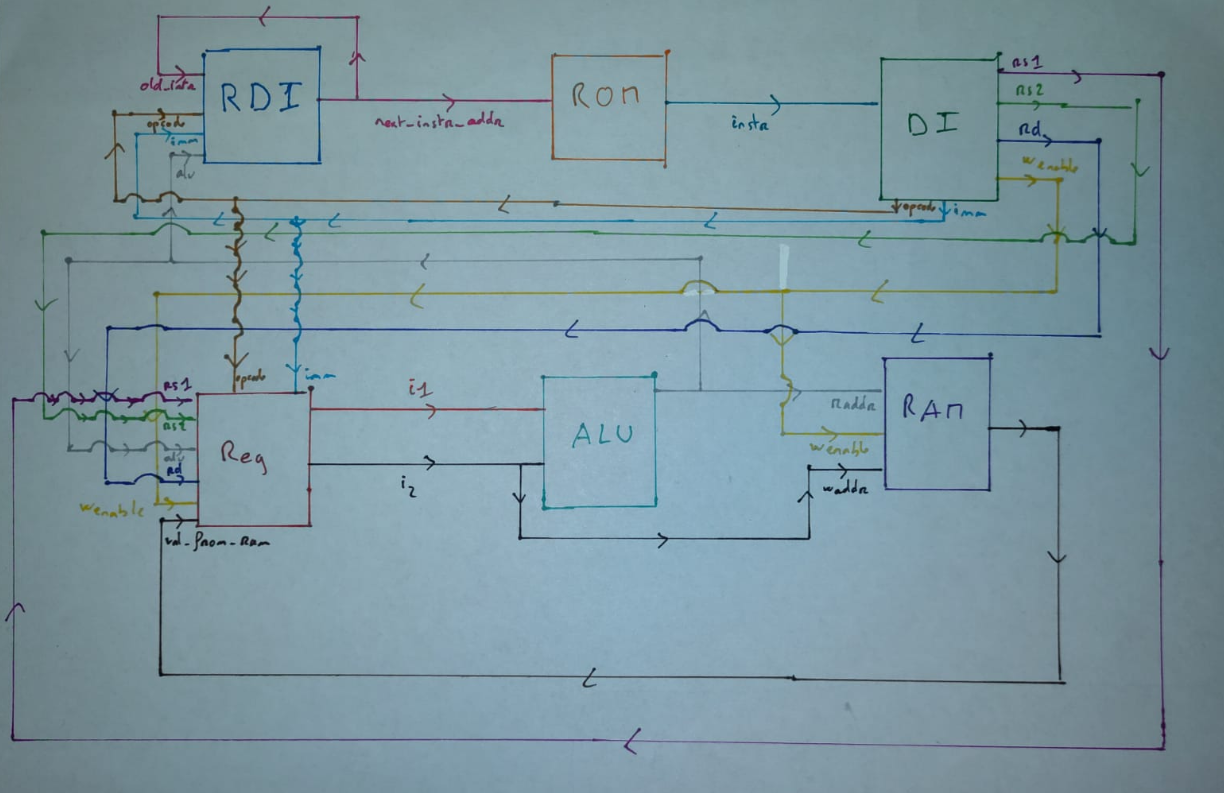 RDI
old_instr
opcode
imm
alu
next_instr_addr
ROM
instr
DI
Rs1
Rs2
Rd
wenable
opcode
imm
opcode
imm
Rs1
Rs2
alu
Rd
wenable
val_from_Ram
Reg
i1
i2
ALU
Raddr
wenable
waddr
RAM